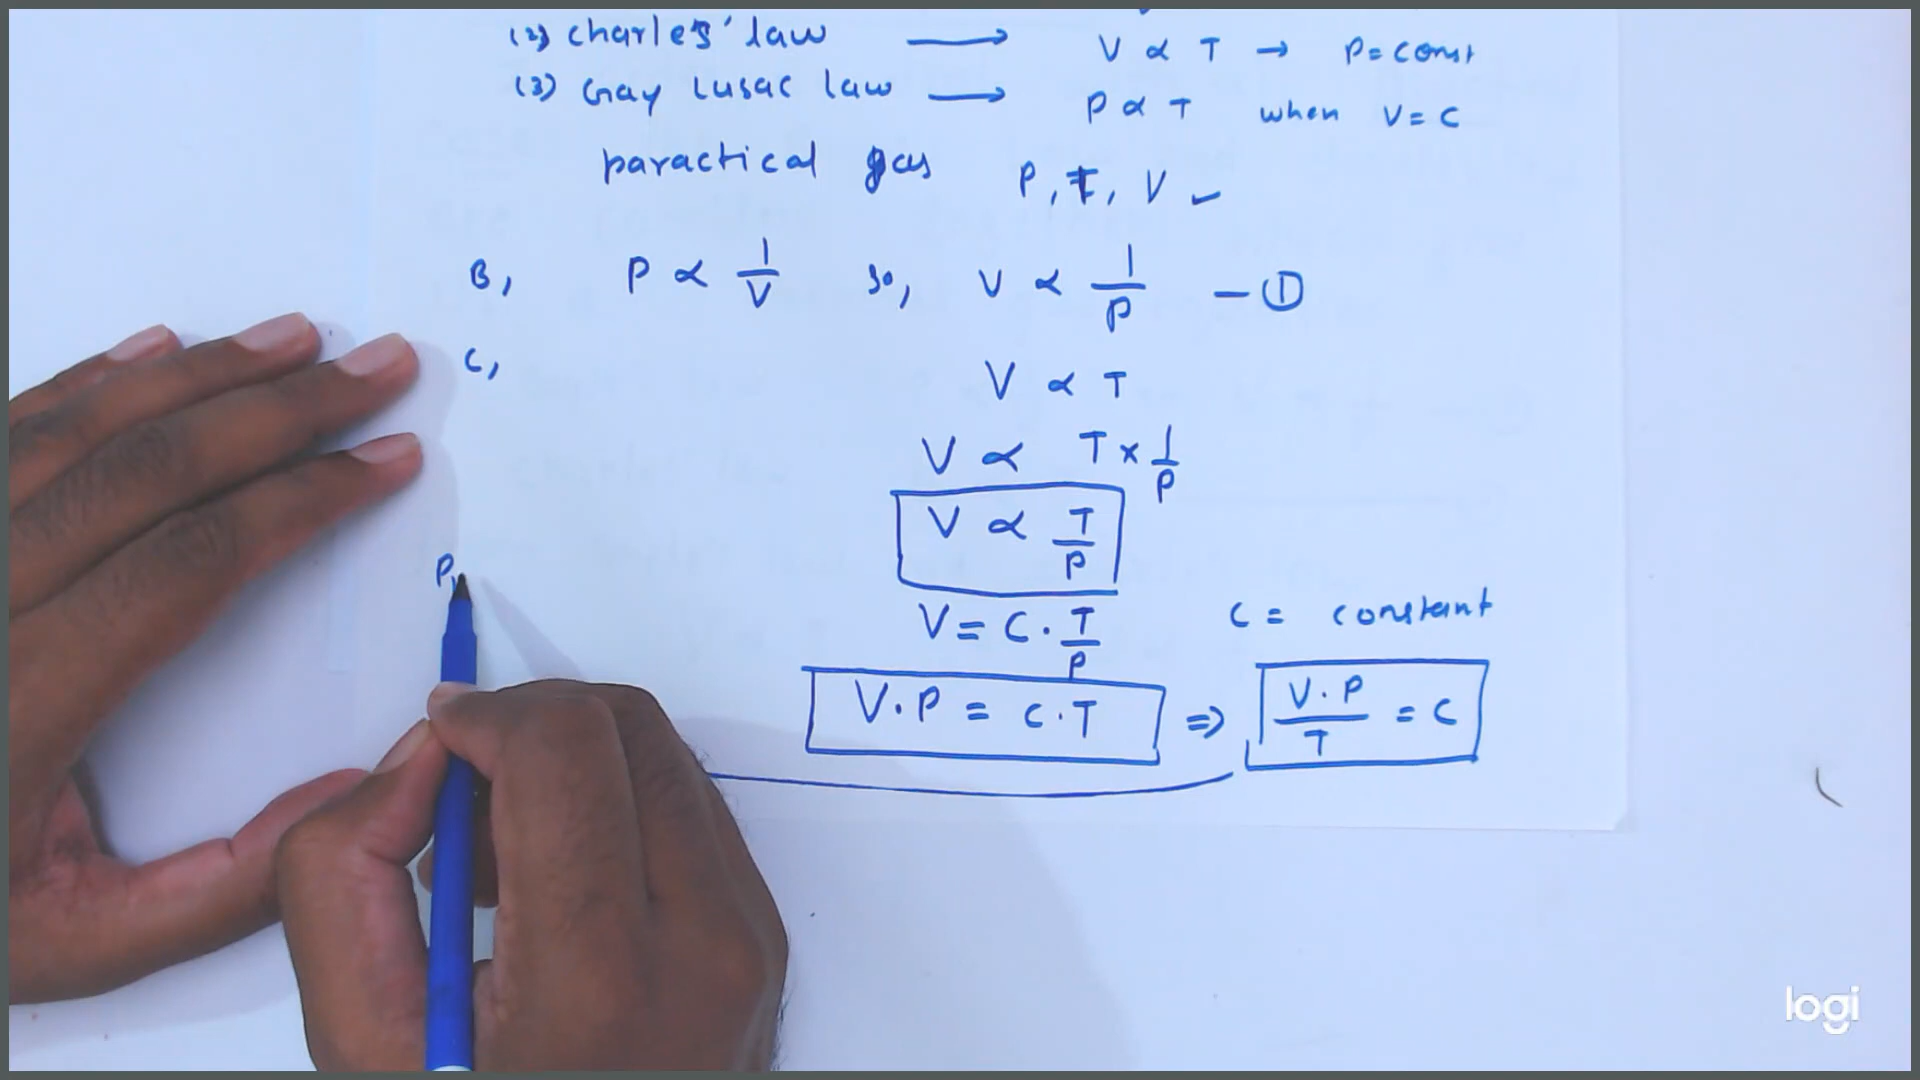 (2) charles' law → V ∝ T → P = const
(3) Gay Lusac law → P ∝ T when V = C
paractical gas P, T, V ✓
B, P ∝ 1/V so, V ∝ 1/P - ①
C, V ∝ T
V ∝ T × 1/P
V ∝ T/P
V = C · T/P C = constant
V · P = C · T ⇒ V · P / T = C
P
logi